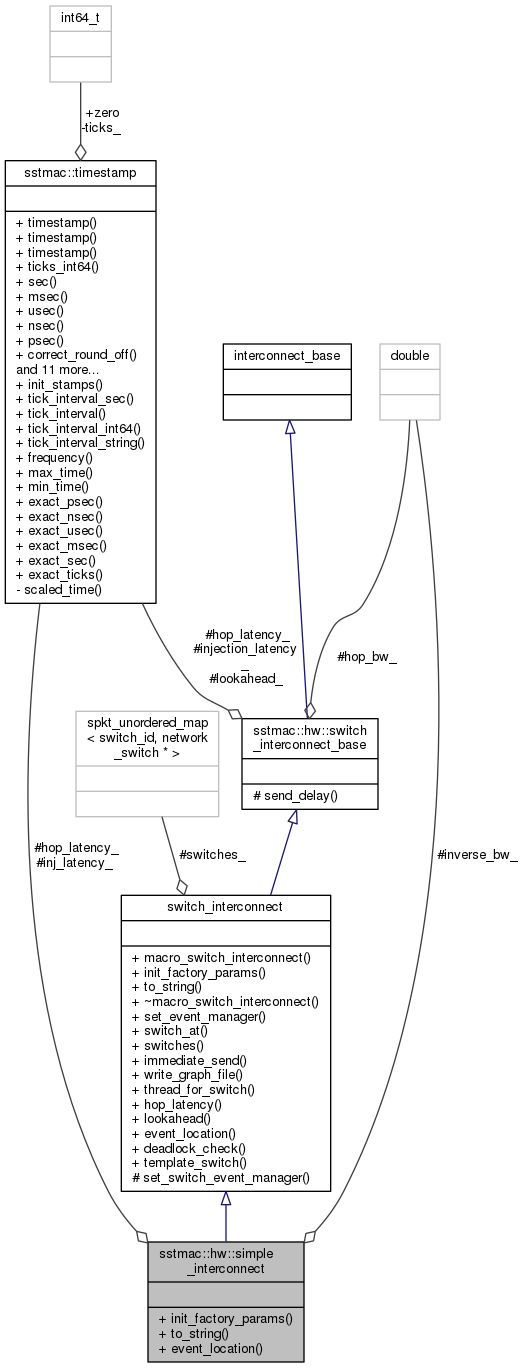 int64_t
+zero
-ticks_
sstmac::timestamp
+ timestamp()
+ timestamp()
+ timestamp()
+ ticks_int64()
+ sec()
+ msec()
+ usec()
+ nsec()
+ psec()
+ correct_round_off()
and 11 more...
+ init_stamps()
+ tick_interval_sec()
+ tick_interval()
+ tick_interval_int64()
+ tick_interval_string()
+ frequency()
+ max_time()
+ min_time()
+ exact_psec()
+ exact_nsec()
+ exact_usec()
+ exact_msec()
+ exact_sec()
+ exact_ticks()
- scaled_time()
interconnect_base
double
#hop_latency_
#injection_latency
_
#lookahead_
#hop_bw_
spkt_unordered_map
< switch_id, network
_switch * >
sstmac::hw::switch
_interconnect_base
# send_delay()
#hop_latency_
#inj_latency_
#switches_
#inverse_bw_
switch_interconnect
+ macro_switch_interconnect()
+ init_factory_params()
+ to_string()
+ ~macro_switch_interconnect()
+ set_event_manager()
+ switch_at()
+ switches()
+ immediate_send()
+ write_graph_file()
+ thread_for_switch()
+ hop_latency()
+ lookahead()
+ event_location()
+ deadlock_check()
+ template_switch()
# set_switch_event_manager()
sstmac::hw::simple
_interconnect
+ init_factory_params()
+ to_string()
+ event_location()